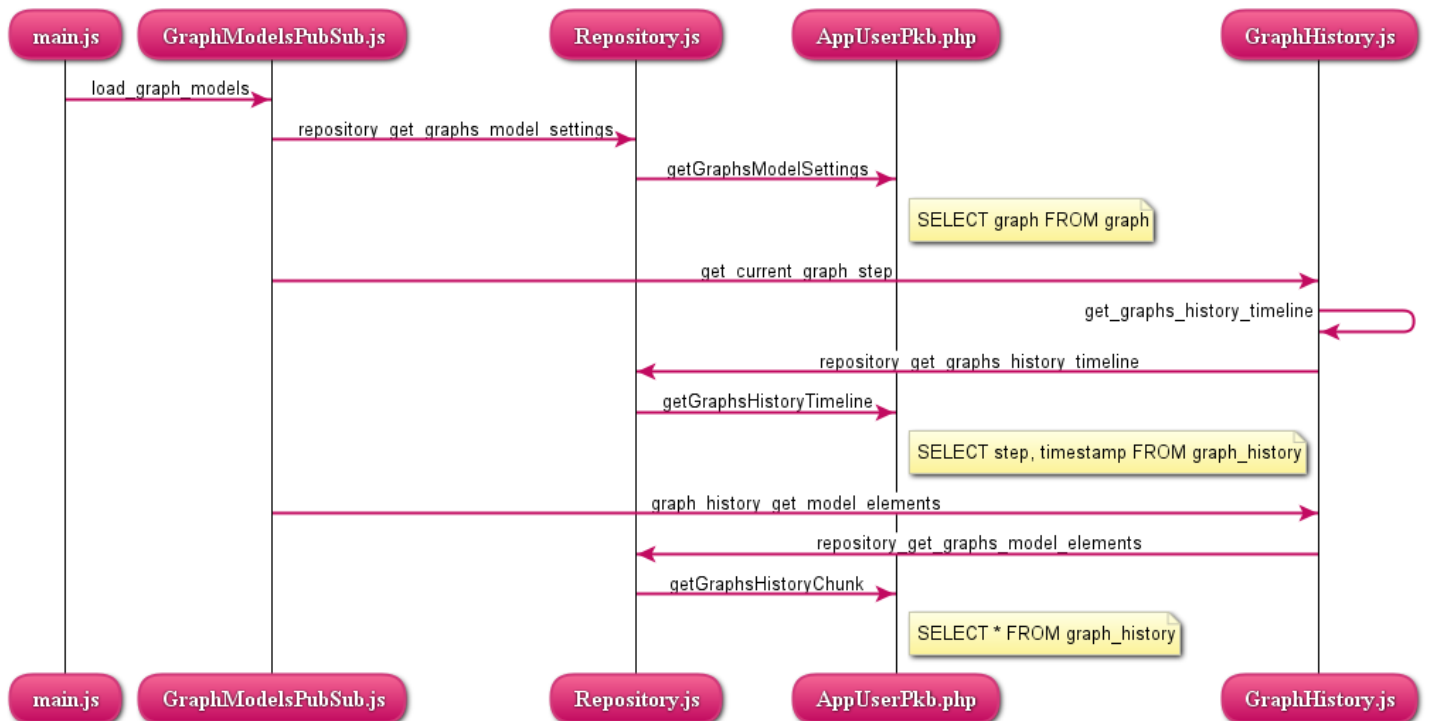 main.js
GraphModelsPubSub.js
Repository.js
AppUserPkb.php
GraphHistory.js
load_graph_models
repository_get_graphs_model_settings
getGraphsModelSettings
SELECT graph FROM graph
get_current_graph_step
get_graphs_history_timeline
repository_get_graphs_history_timeline
getGraphsHistoryTimeline
SELECT step, timestamp FROM graph_history
graph_history_get_model_elements
repository_get_graphs_model_elements
getGraphsHistoryChunk
SELECT * FROM graph_history
main.js
GraphModelsPubSub.js
Repository.js
AppUserPkb.php
GraphHistory.js